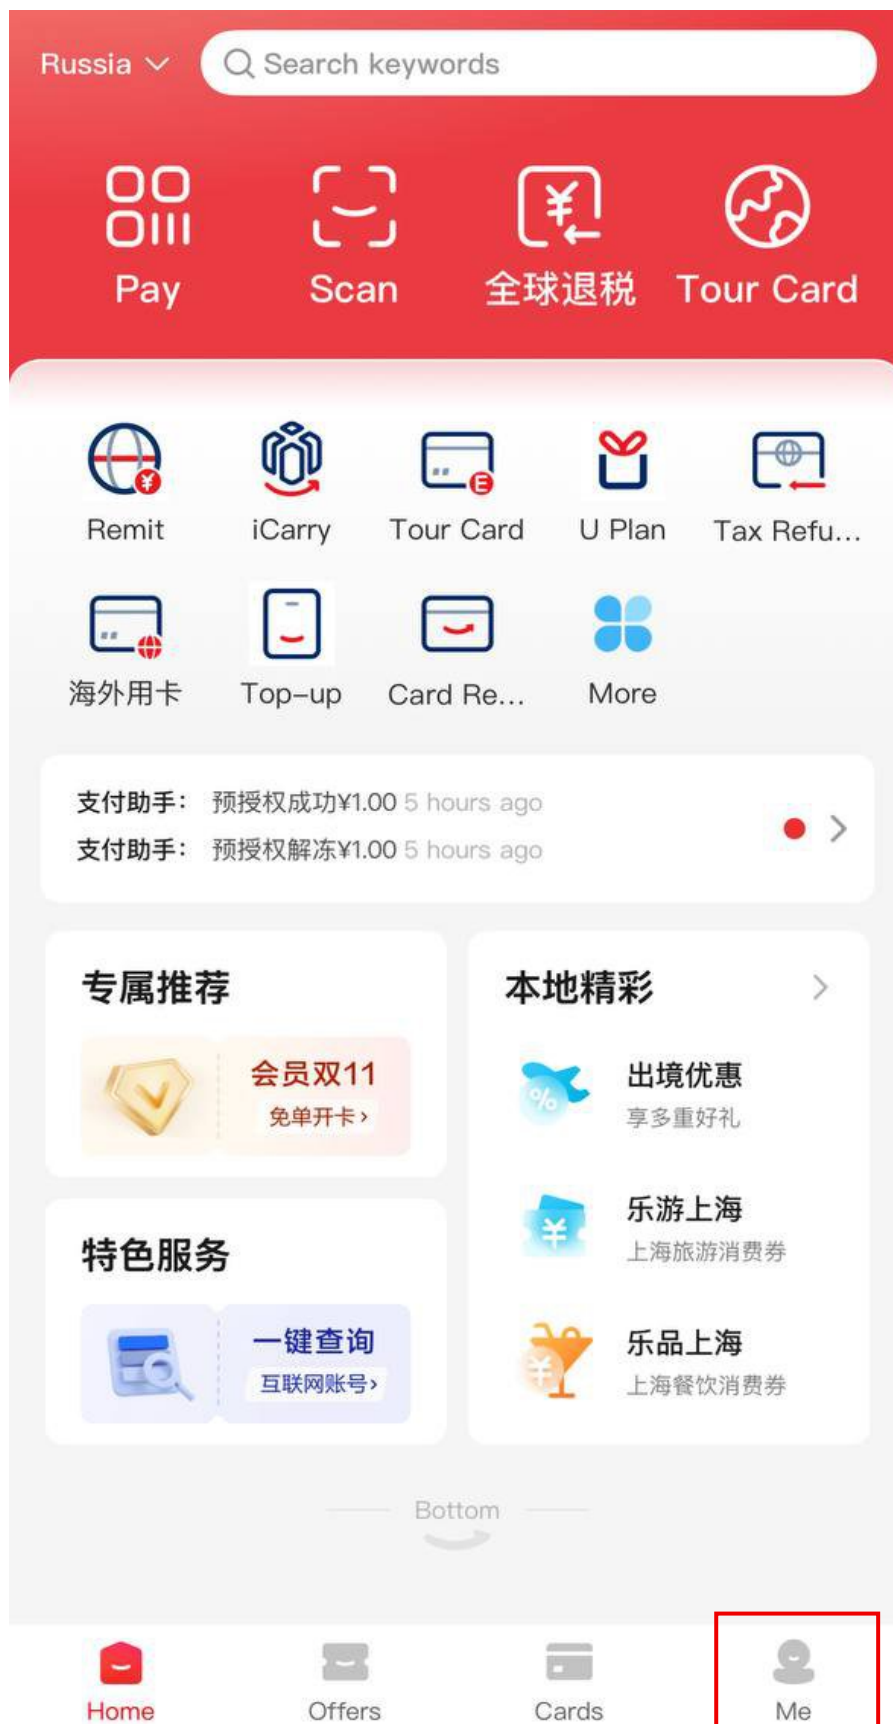 Russia
Search keywords
Pay
Scan
全球退税
Tour Card
Remit
iCarry
Tour Card
U Plan
Tax Refu...
海外用卡
Top-up
Card Re...
More
支付助手： 预授权成功¥1.00 5 hours ago
支付助手： 预授权解冻¥1.00 5 hours ago
专属推荐
会员双11
免单开卡›
特色服务
一键查询
互联网账号›
本地精彩
出境优惠
享多重好礼
乐游上海
上海旅游消费券
乐品上海
上海餐饮消费券
Bottom
Home
Offers
Cards
Me